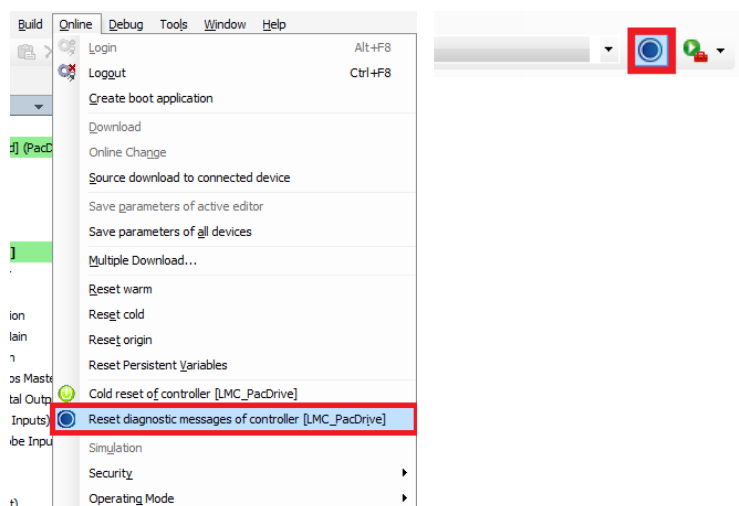 Build Online Debug Tools Window Help
Login Alt+F8
Logout Ctrl+F8
Create boot application
Download
d] (PacD
Online Change
Source download to connected device
Save parameters of active editor
]
Save parameters of all devices
Multiple Download...
Reset warm
ion
Reset cold
lain
Reset origin
n
Reset Persistent Variables
os Maste
Cold reset of controller [LMC_PacDrive]
tal Outp
Inputs)
Reset diagnostic messages of controller [LMC_PacDrive]
obe Inpu
Simulation
Security
Operating Mode
t)